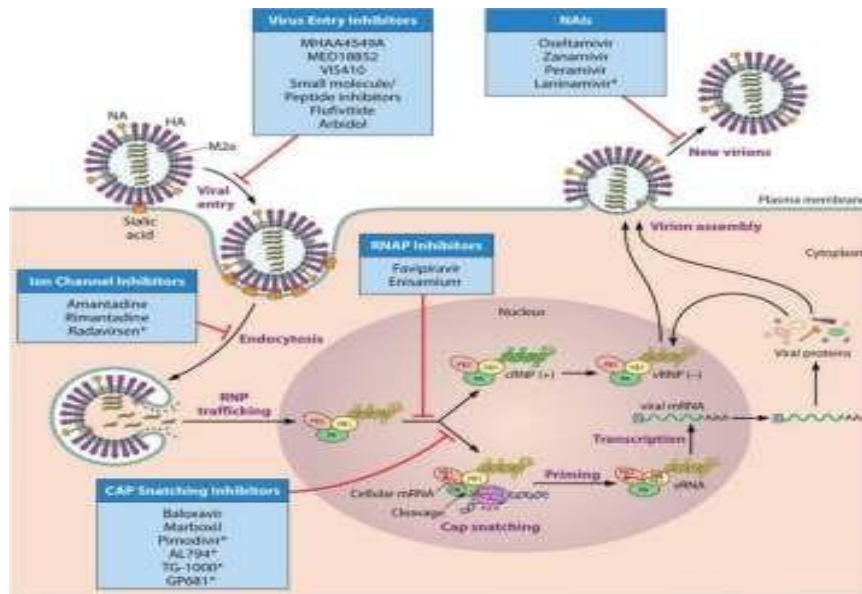 Virus Entry Inhibitors
MHAA4549A
MEDI8852
VIS410
Small molecule/
Peptide inhibitors
Flufivitide
Arbidol
NAIs
Oseltamivir
Zanamivir
Peramivir
Laninamivir*
NA
HA
M2e
Viral
entry
Sialic
acid
New virions
Plasma membrane
Virion assembly
Cytoplasm
RNAP Inhibitors
Favipiravir
Enisamium
Ion Channel Inhibitors
Amantadine
Rimantadine
Radavirsen*
Endocytosis
Nucleus
Viral proteins
RNP
trafficking
cRNP (+)
vRNP (−)
viral mRNA
AAA
Transcription
CAP Snatching Inhibitors
Baloxavir
Marboxil
Pimodivir*
AL794*
TG-1000*
GP681*
Cellular mRNA
Cleavage
Cap snatching
Priming
vRNA